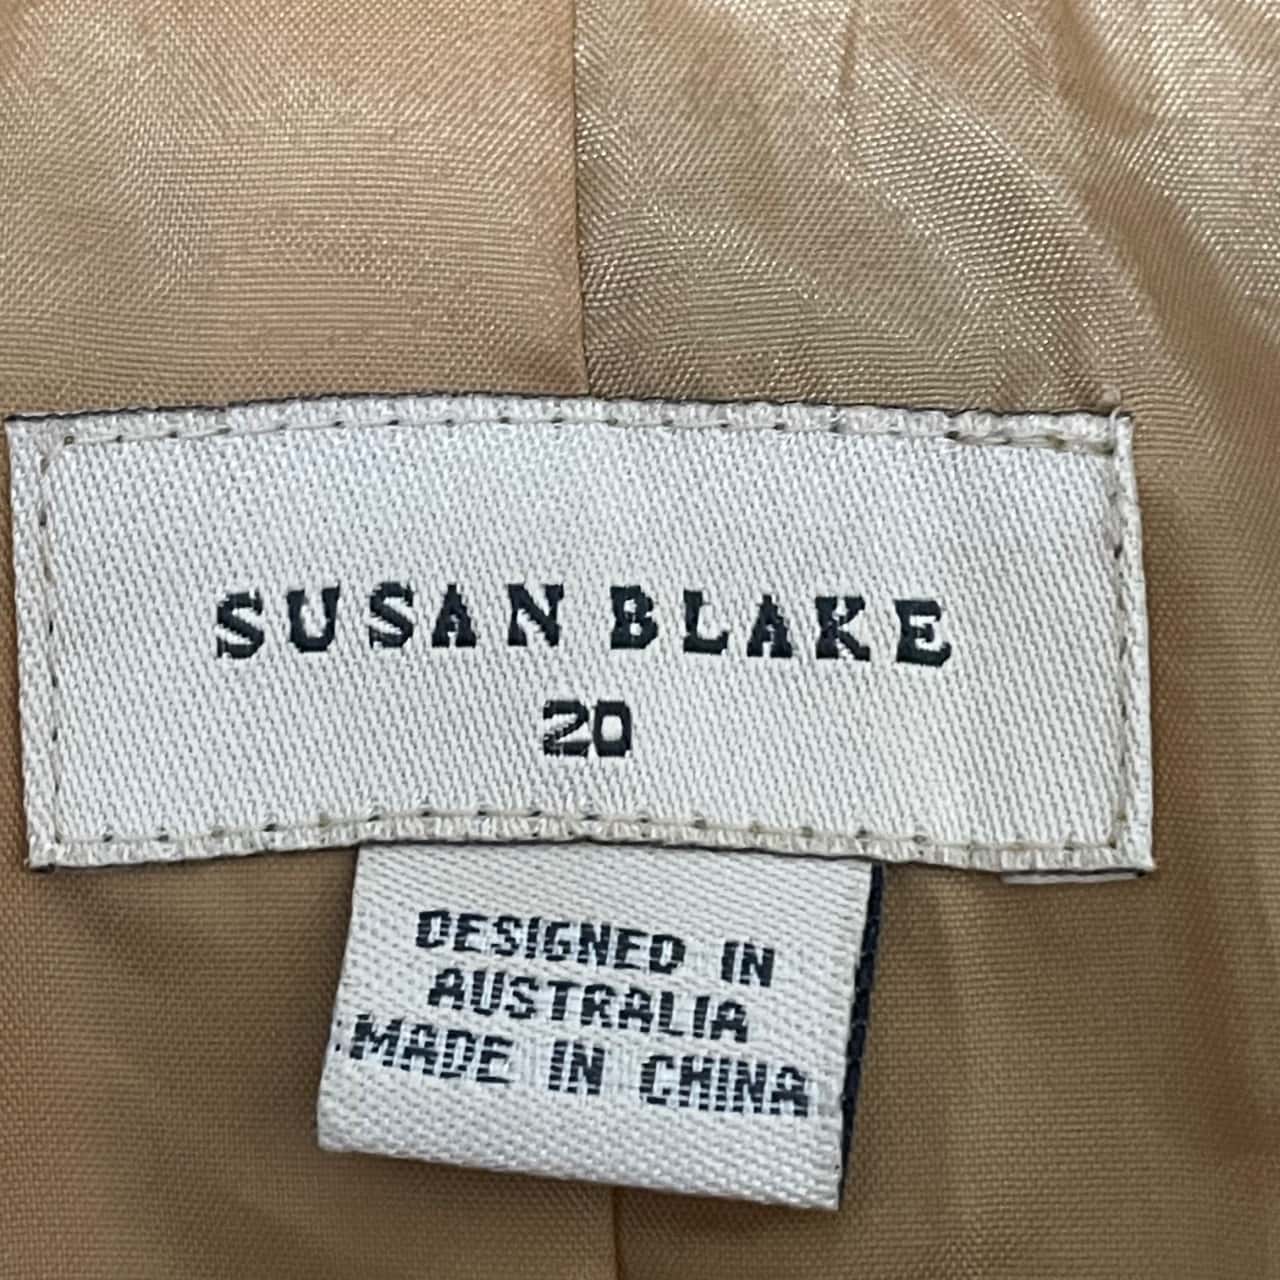 SUSAN BLAKE
20
DESIGNED IN
AUSTRALIA
MADE IN CHINA